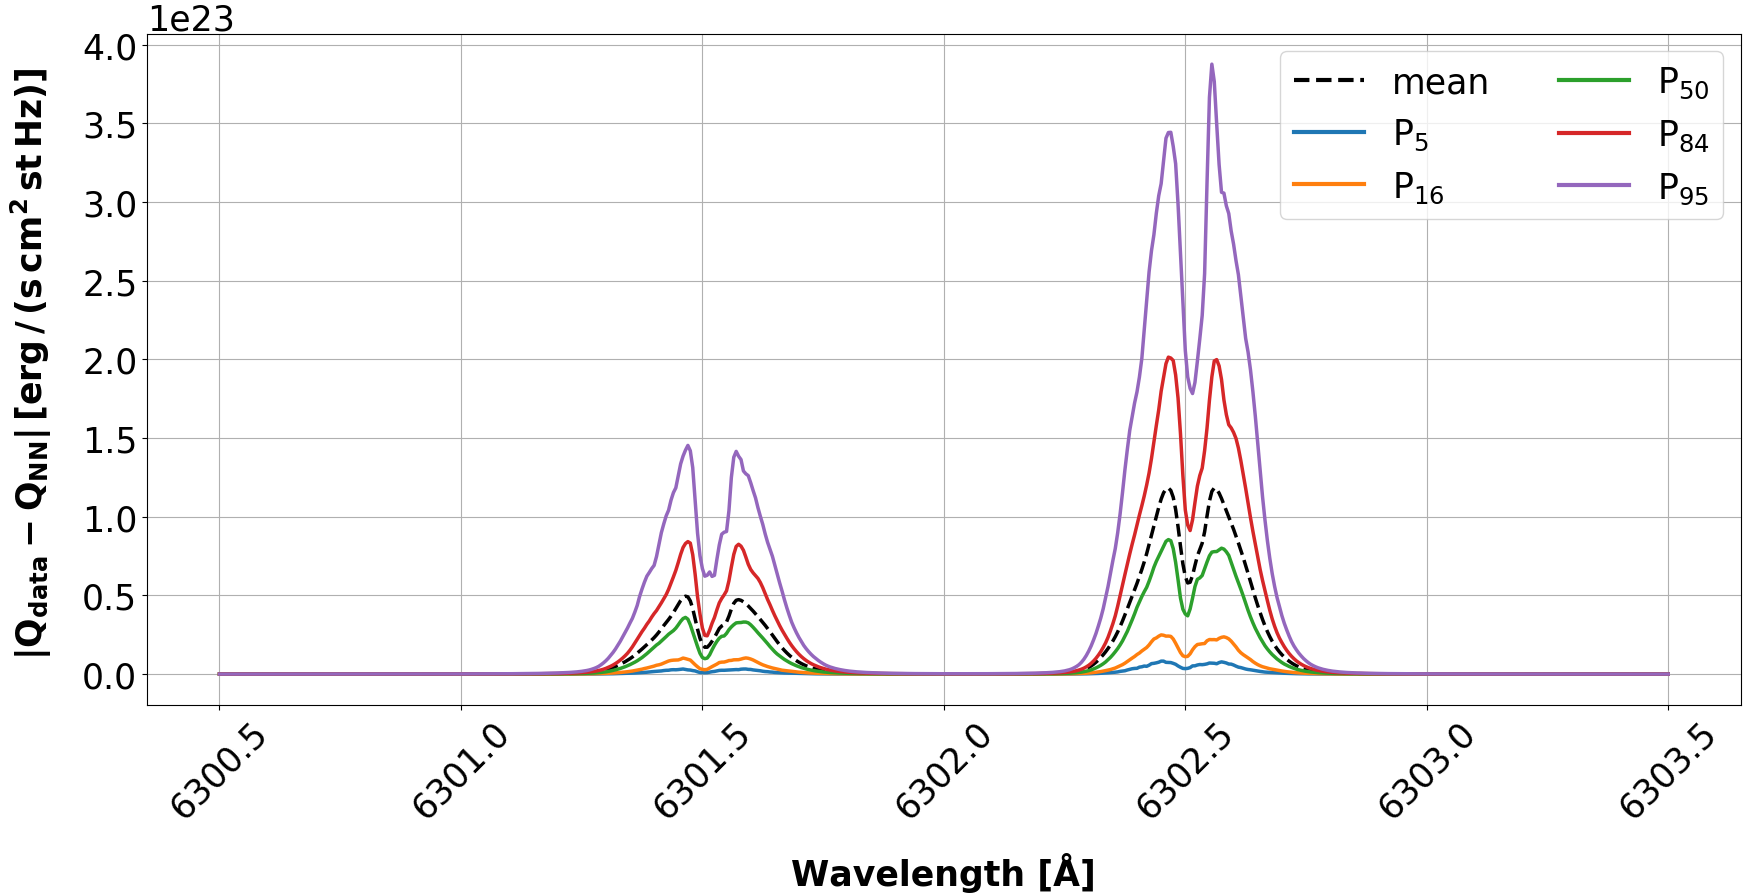 1e23
4.0
3.5
3.0
2.5
2.0
1.5
1.0
0.5
0.0
|Q_data − Q_NN| [erg / (s cm² st Hz)]
mean
P₅
P₁₆
P₅₀
P₈₄
P₉₅
6300.5 6301.0 6301.5 6302.0 6302.5 6303.0 6303.5
Wavelength [Å]